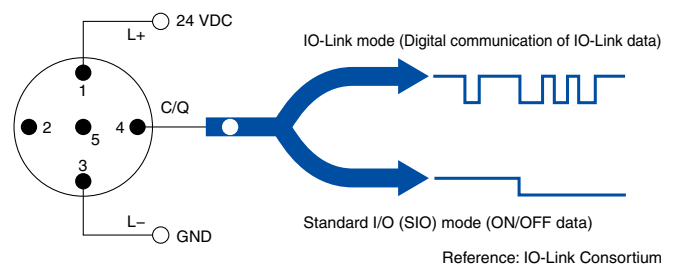 24 VDC
L+
IO-Link mode (Digital communication of IO-Link data)
1
C/Q
2
5
4
3
L–
GND
Standard I/O (SIO) mode (ON/OFF data)
Reference: IO-Link Consortium